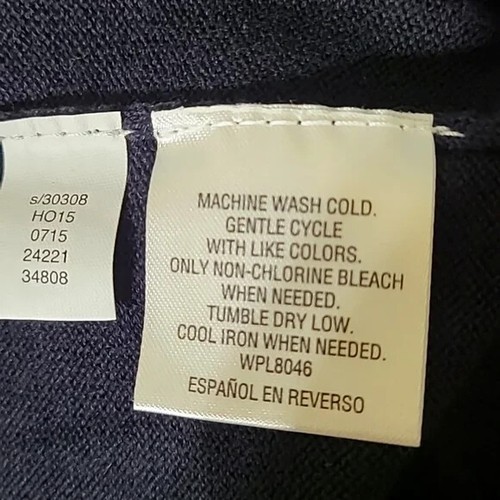 s/30308
HO15
0715
24221
34808
MACHINE WASH COLD.
GENTLE CYCLE
WITH LIKE COLORS.
ONLY NON-CHLORINE BLEACH
WHEN NEEDED.
TUMBLE DRY LOW.
COOL IRON WHEN NEEDED.
WPL8046
ESPAÑOL EN REVERSO